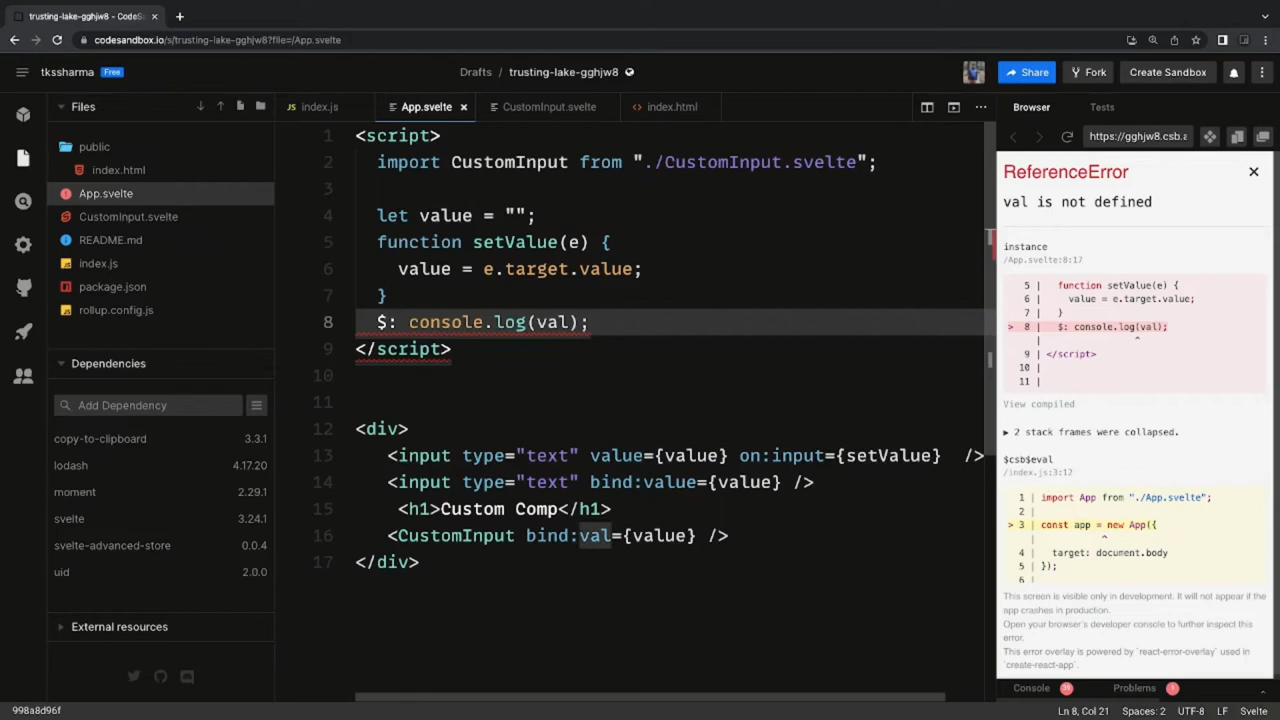 trusting-lake-gghjw8 - CodeSa
codesandbox.io/s/trusting-lake-gghjw8?file=/App.svelte
tkssharma Free
Drafts / trusting-lake-gghjw8
Share Fork Create Sandbox
Files
public
index.html
App.svelte
CustomInput.svelte
README.md
index.js
package.json
rollup.config.js
Dependencies
Add Dependency
copy-to-clipboard 3.3.1
lodash 4.17.20
moment 2.29.1
svelte 3.24.1
svelte-advanced-store 0.0.4
uid 2.0.0
External resources
998a8d96f
index.js App.svelte CustomInput.svelte index.html
1 <script>
2 import CustomInput from "./CustomInput.svelte";
3
4 let value = "";
5 function setValue(e) {
6 value = e.target.value;
7 }
8 $: console.log(val);
9 </script>
10
11
12 <div>
13 <input type="text" value={value} on:input={setValue} />
14 <input type="text" bind:value={value} />
15 <h1>Custom Comp</h1>
16 <CustomInput bind:val={value} />
17 </div>
Browser Tests
https://gghjw8.csb.a
ReferenceError
val is not defined
instance
/App.svelte:8:17
5 | function setValue(e) {
6 | value = e.target.value;
7 | }
> 8 | $: console.log(val);
| ^
9 | </script>
10 |
11 |
View compiled
▶ 2 stack frames were collapsed.
$csb$eval
/index.js:3:12
1 | import App from "./App.svelte";
2 |
> 3 | const app = new App({
| ^
4 | target: document.body
5 | });
6
This screen is visible only in development. It will not appear if the
app crashes in production.
Open your browser's developer console to further inspect this
error.
This error overlay is powered by `react-error-overlay` used in
`create-react-app`.
Console 39 Problems 1
Ln 8, Col 21 Spaces: 2 UTF-8 LF Svelte